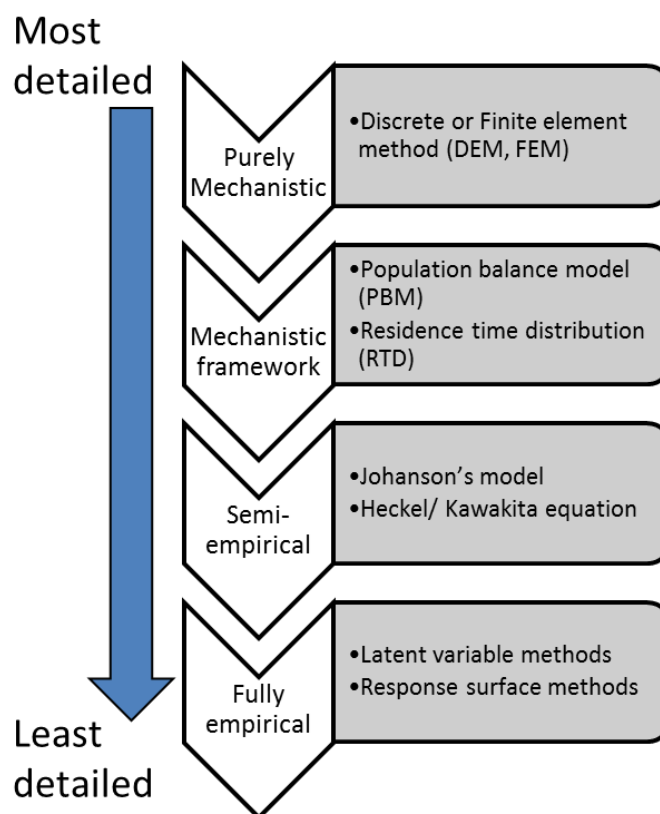 Most
detailed
Purely
Mechanistic
•Discrete or Finite element
method (DEM, FEM)
Mechanistic
framework
•Population balance model
(PBM)
•Residence time distribution
(RTD)
Semi-
empirical
•Johanson’s model
•Heckel/ Kawakita equation
Fully
empirical
•Latent variable methods
•Response surface methods
Least
detailed